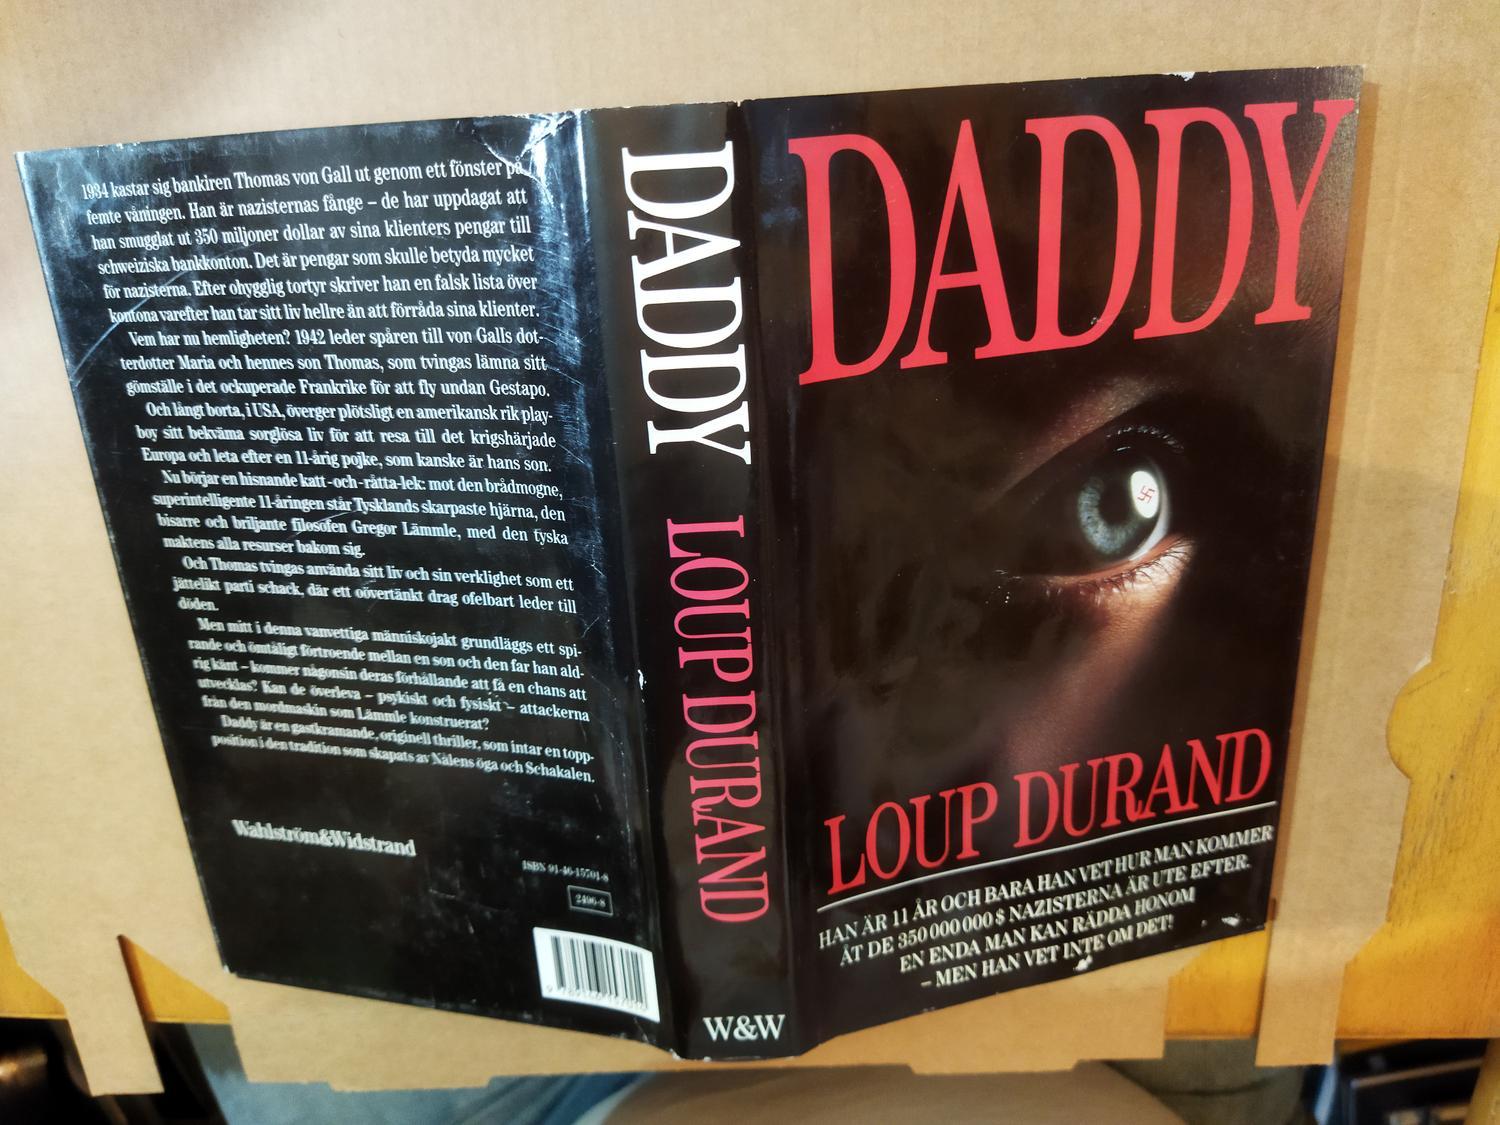 1934 kastar sig bankiren Thomas von Gall ut genom ett fönster på
femte våningen. Han är nazisternas fånge – de har uppdagat att
han smugglat ut 350 miljoner dollar av sina klienters pengar till
schweiziska bankkonton. Det är pengar som skulle betyda mycket
för nazisterna. Efter ohygglig tortyr skriver han en falsk lista över
kontona varefter han tar sitt liv hellre än att förråda sina klienter.
Vem har nu hemligheten? 1942 leder spåren till von Galls dot-
terdotter Maria och hennes son Thomas, som tvingas lämna sitt
gömställe i det ockuperade Frankrike för att fly undan Gestapo.
Och långt borta, i USA, överger plötsligt en amerikansk rik play-
boy sitt bekväma sorglösa liv för att resa till det krigshärjade
Europa och leta efter en 11-årig pojke, som kanske är hans son.
Nu börjar en hisnande katt-och-råtta-lek: mot den brådmogne,
superintelligente 11-åringen står Tysklands skarpaste hjärna, den
bisarre och briljante filosofen Gregor Lämmle, med den tyska
maktens alla resurser bakom sig.
Och Thomas tvingas använda sitt liv och sin verklighet som ett
jättelikt parti schack, där ett oövertänkt drag ofelbart leder till
döden.
Men mitt i denna vanvettiga människojakt grundläggs ett spi-
rande och ömtåligt förtroende mellan en son och den far han ald-
rig känt – kommer någonsin deras förhållande att få en chans att
utvecklas? Kan de överleva – psykiskt och fysiskt – attackerna
från den mordmaskin som Lämmle konstruerat?
Daddy är en gastkramande, originell thriller, som intar en topp-
position i den tradition som skapats av Nålens öga och Schakalen.
Wahlström&Widstrand
ISBN 91-46-15701-8
2496-8
DADDY
LOUP DURAND
W&W
DADDY
LOUP DURAND
HAN ÄR 11 ÅR OCH BARA HAN VET HUR MAN KOMMER
ÅT DE 350 000 000 $ NAZISTERNA ÄR UTE EFTER.
EN ENDA MAN KAN RÄDDA HONOM
– MEN HAN VET INTE OM DET!